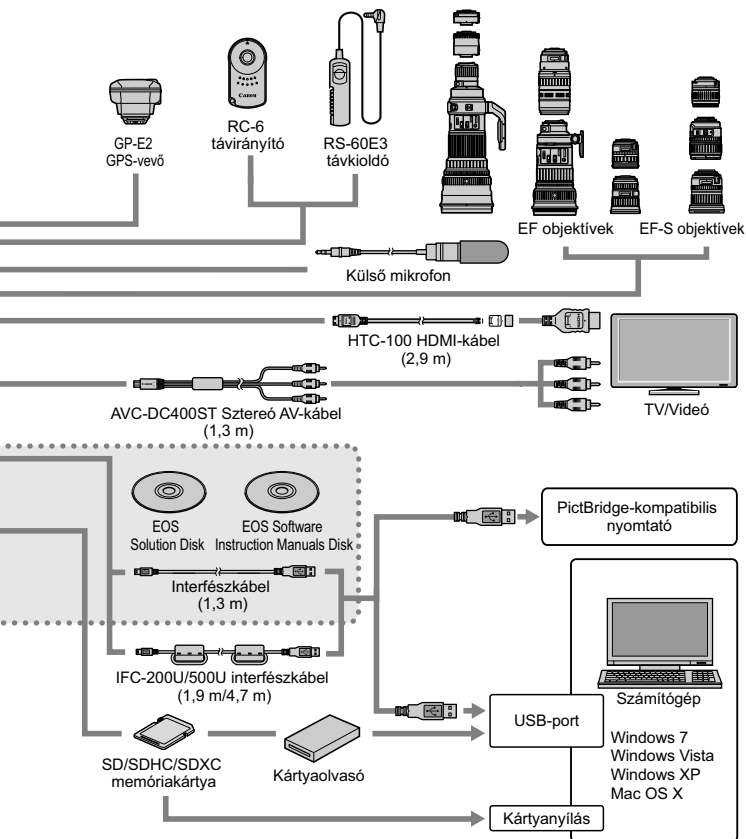 Canon
GP-E2
GPS-vevő
RC-6
távirányító
RS-60E3
távkioldó
EF objektívek
EF-S objektívek
Külső mikrofon
HTC-100 HDMI-kábel
(2,9 m)
AVC-DC400ST Sztereó AV-kábel
(1,3 m)
TV/Videó
EOS
Solution Disk
EOS Software
Instruction Manuals Disk
Interfészkábel
(1,3 m)
PictBridge-kompatibilis
nyomtató
IFC-200U/500U interfészkábel
(1,9 m/4,7 m)
Számítógép
USB-port
Windows 7
Windows Vista
Windows XP
Mac OS X
SD/SDHC/SDXC
memóriakártya
Kártyaolvasó
Kártyanyílás